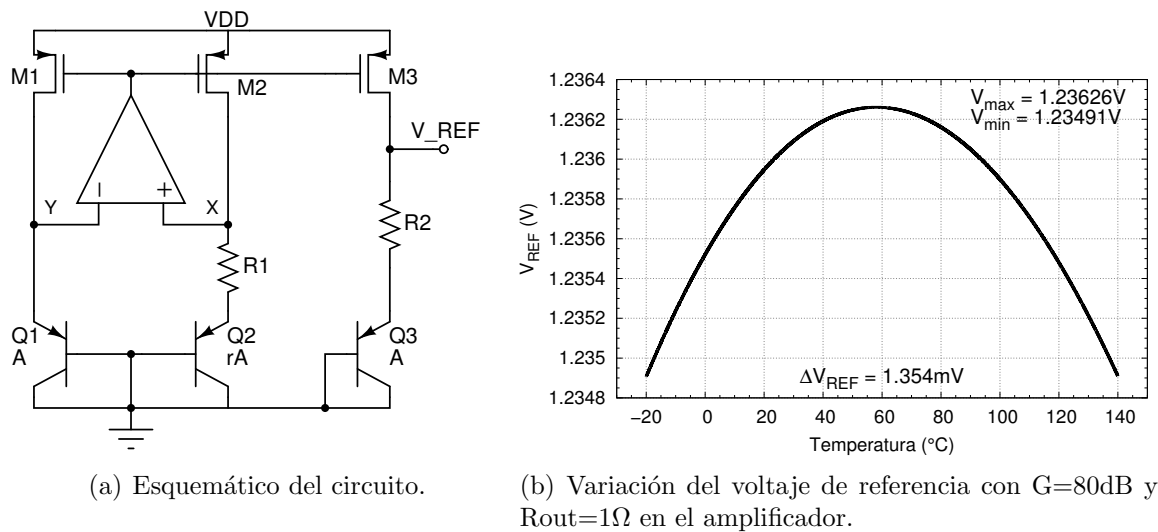 VDD
M1
M2
M3
V_REF
Y
X
R1
R2
Q1
A
Q2
rA
Q3
A
1.2364
1.2362
1.236
1.2358
1.2356
1.2354
1.2352
1.235
1.2348
V_REF (V)
V_max = 1.23626V
V_min = 1.23491V
ΔV_REF = 1.354mV
−20 0 20 40 60 80 100 120 140
Temperatura (°C)
(a) Esquemático del circuito.
(b) Variación del voltaje de referencia con G=80dB y
Rout=1Ω en el amplificador.